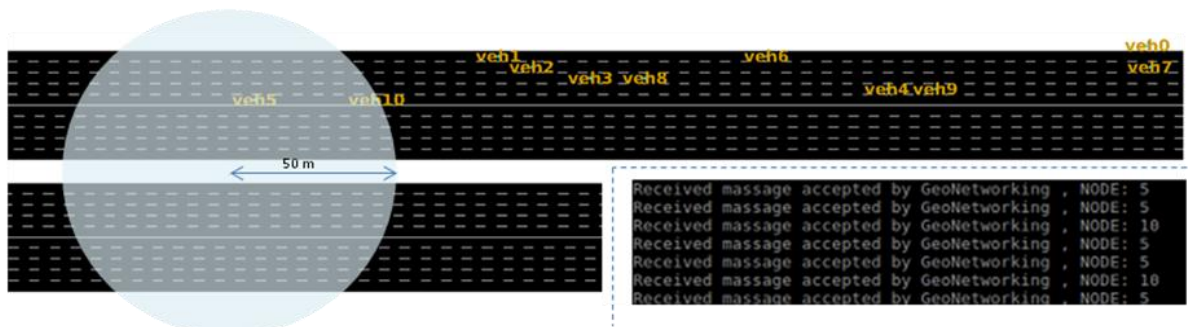 veh0
veh1 veh6
veh2 veh7
veh3 veh8
veh4 veh9
veh5 veh10
50 m
Received massage accepted by GeoNetworking , NODE: 5
Received massage accepted by GeoNetworking , NODE: 5
Received massage accepted by GeoNetworking , NODE: 10
Received massage accepted by GeoNetworking , NODE: 5
Received massage accepted by GeoNetworking , NODE: 5
Received massage accepted by GeoNetworking , NODE: 10
Received massage accepted by GeoNetworking , NODE: 5